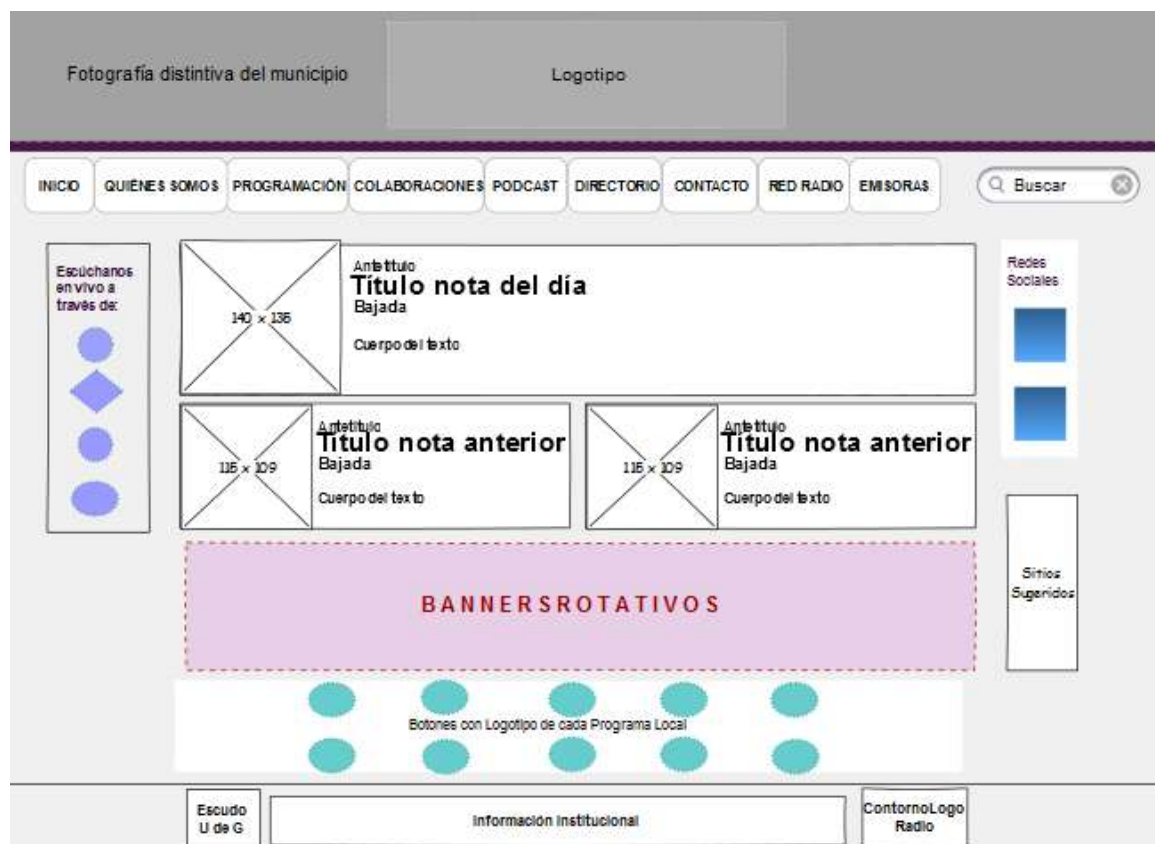 Fotografía distintiva del municipio
Logotipo
INICIO
QUIÉNES SOMOS
PROGRAMACIÓN
COLABORACIONES
PODCAST
DIRECTORIO
CONTACTO
RED RADIO
EMISORAS
Buscar
Escúchanos
en vivo a
través de:
140 x 136
Antetítulo
Título nota del día
Bajada
Cuerpo del texto
Redes
Sociales
115 x 109
Antetítulo
Título nota anterior
Bajada
Cuerpo del texto
115 x 109
Antetítulo
Título nota anterior
Bajada
Cuerpo del texto
Sitios
Sugeridos
BANNERSROTATIVOS
Botones con Logotipo de cada Programa Local
Escudo
U de G
Información Institucional
ContornoLogo
Radio